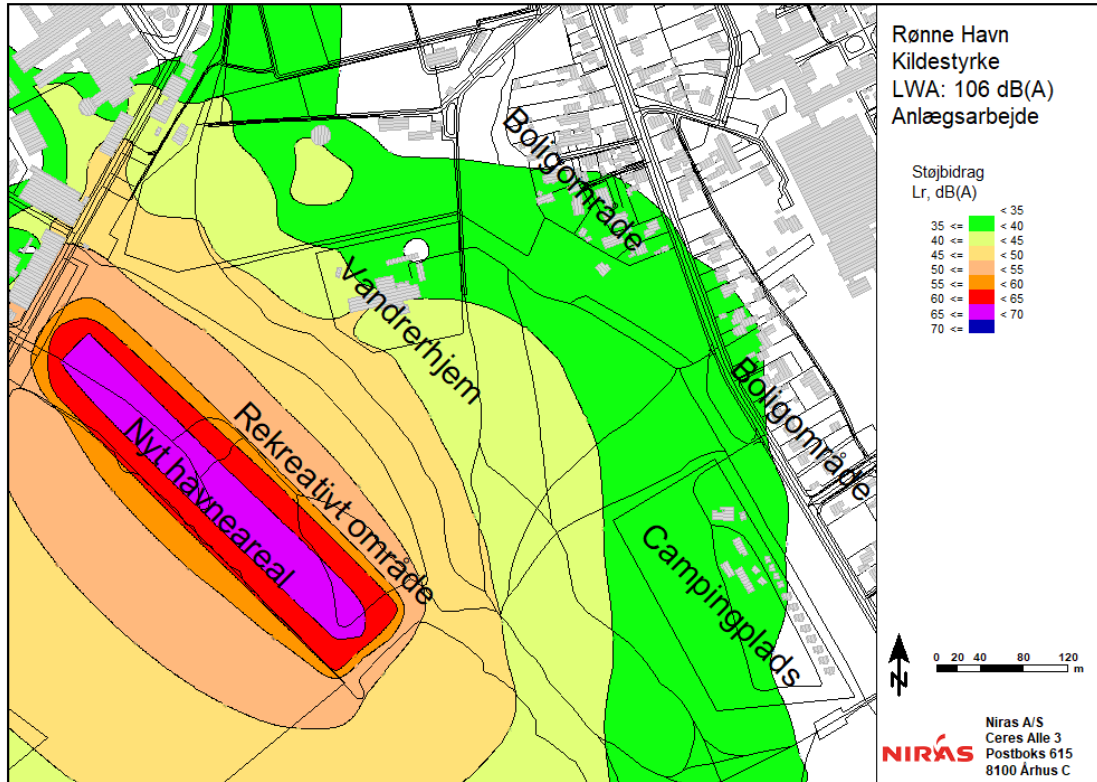 Rønne Havn
Kildestyrke
LWA: 106 dB(A)
Anlægsarbejde
Støjbidrag
Lr, dB(A)
< 35
35 <= < 40
40 <= < 45
45 <= < 50
50 <= < 55
55 <= < 60
60 <= < 65
65 <= < 70
70 <=
Boligområde
Vandrerhjem
Boligområde
Rekreativt område
Nyt havneareal
Campingplads
N
0 20 40 80 120
m
NIRAS
Niras A/S
Ceres Alle 3
Postboks 615
8100 Århus C